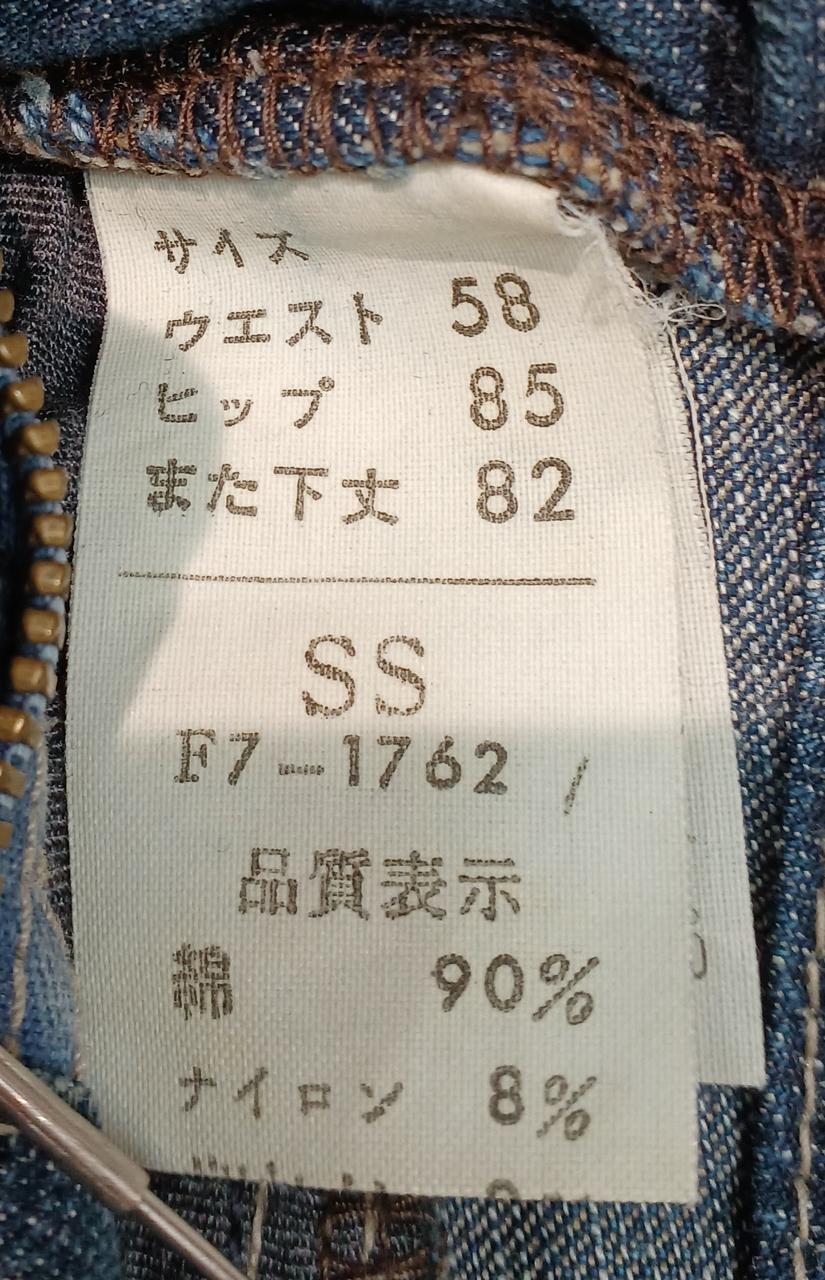 サイズ
ウエスト 58
ヒップ 85
また下丈 82
SS
F7-1762 /
品質表示
綿 90%
ナイロン 8%